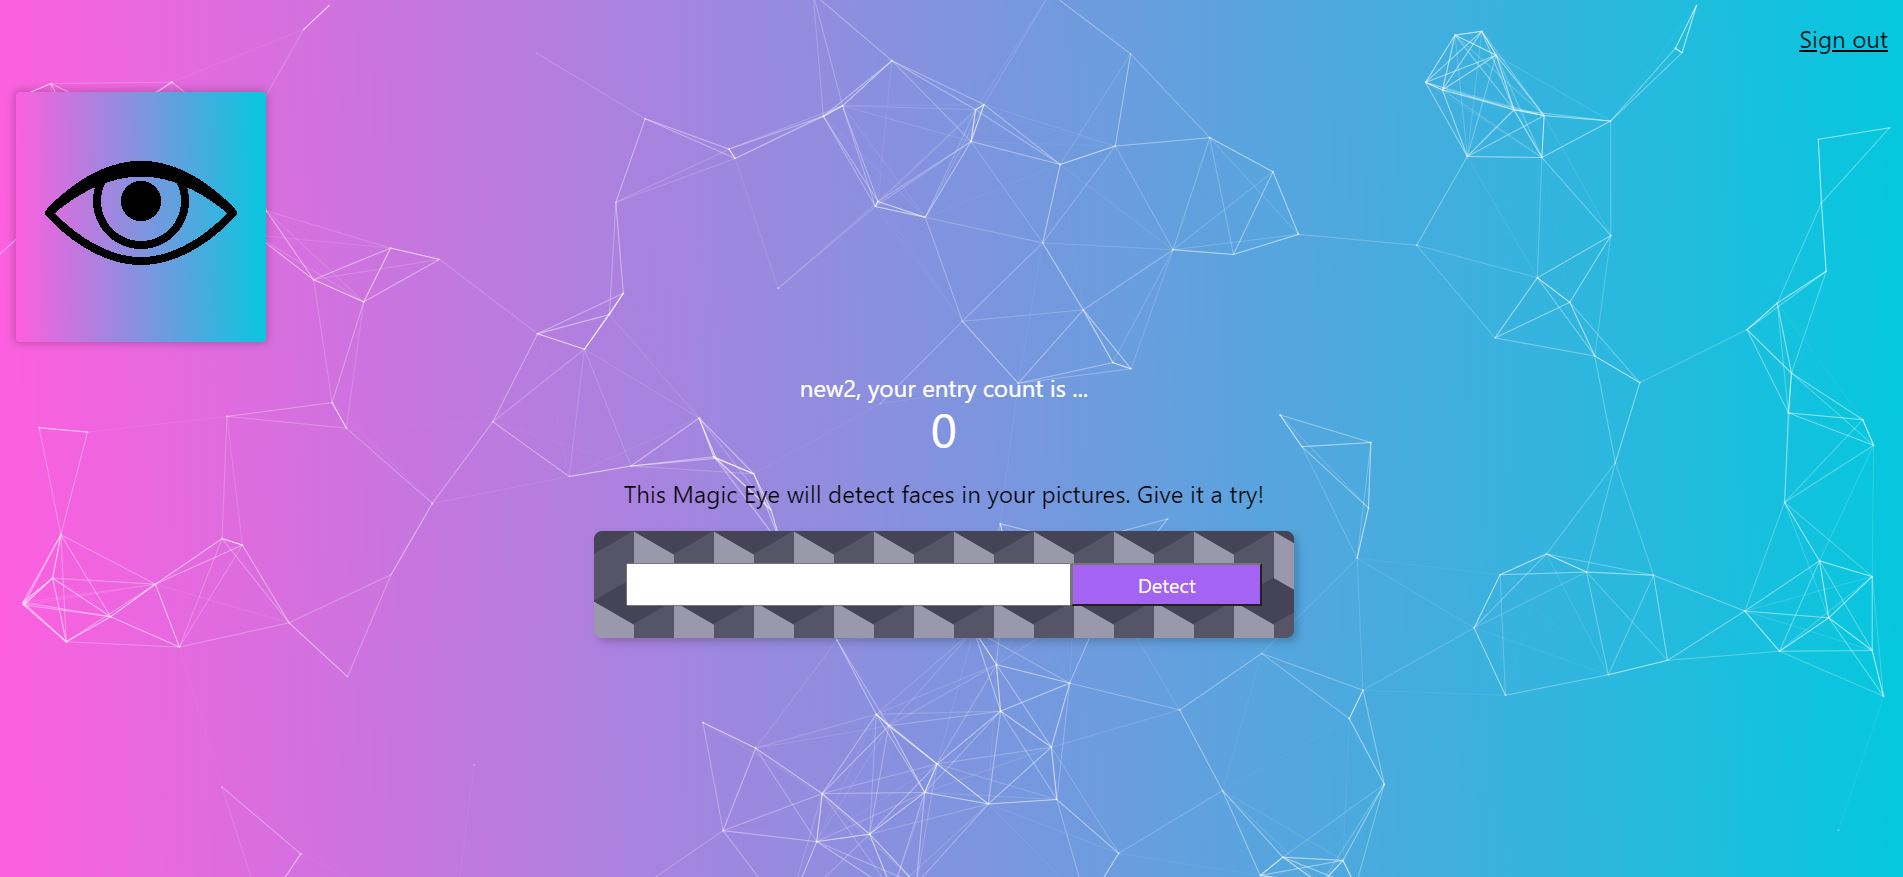 Sign out
new2, your entry count is ...
0
This Magic Eye will detect faces in your pictures. Give it a try!
Detect